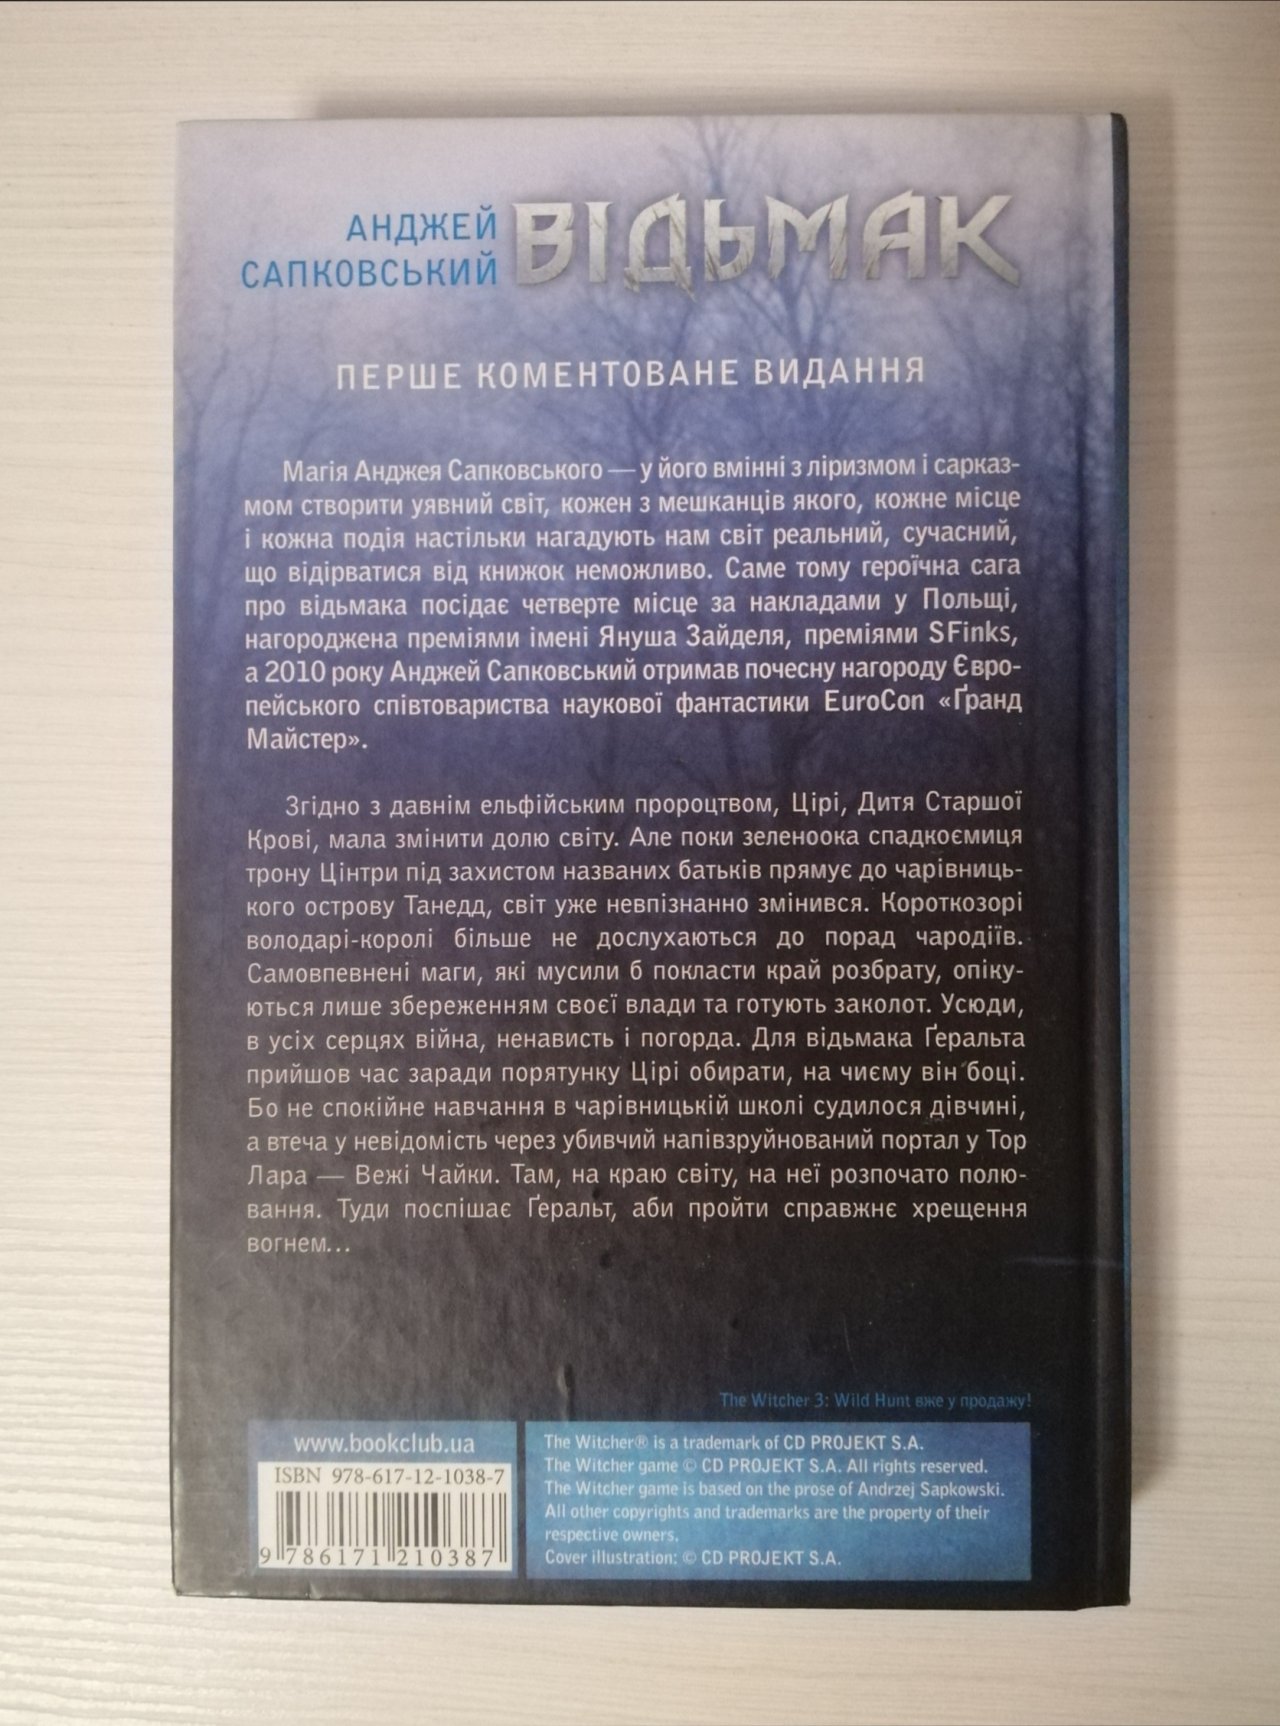 АНДЖЕЙ
САПКОВСЬКИЙ
ВІДЬМАК
ПЕРШЕ КОМЕНТОВАНЕ ВИДАННЯ
Магія Анджея Сапковського — у його вмінні з ліризмом і сарказ-
мом створити уявний світ, кожен з мешканців якого, кожне місце
і кожна подія настільки нагадують нам світ реальний, сучасний,
що відірватися від книжок неможливо. Саме тому героїчна сага
про відьмака посідає четверте місце за накладами у Польщі,
нагороджена преміями імені Януша Зайделя, преміями SFinks,
а 2010 року Анджей Сапковський отримав почесну нагороду Євро-
пейського співтовариства наукової фантастики EuroCon «Ґранд
Майстер».
Згідно з давнім ельфійським пророцтвом, Цірі, Дитя Старшої
Крові, мала змінити долю світу. Але поки зеленоока спадкоємиця
трону Цінтри під захистом названих батьків прямує до чарівниць-
кого острову Танедд, світ уже невпізнанно змінився. Короткозорі
володарі-королі більше не дослухаються до порад чародіїв.
Самовпевнені маги, які мусили б покласти край розбрату, опіку-
ються лише збереженням своєї влади та готують заколот. Усюди,
в усіх серцях війна, ненависть і погорда. Для відьмака Ґеральта
прийшов час заради порятунку Цірі обирати, на чиєму він боці.
Бо не спокійне навчання в чарівницькій школі судилося дівчині,
а втеча у невідомість через убивчий напівзруйнований портал у Тор
Лара — Вежі Чайки. Там, на краю світу, на неї розпочато полю-
вання. Туди поспішає Ґеральт, аби пройти справжнє хрещення
вогнем...
The Witcher 3: Wild Hunt вже у продажу!
www.bookclub.ua
ISBN 978-617-12-1038-7
9 786171 210387
The Witcher® is a trademark of CD PROJEKT S.A.
The Witcher game © CD PROJEKT S.A. All rights reserved.
The Witcher game is based on the prose of Andrzej Sapkowski.
All other copyrights and trademarks are the property of their
respective owners.
Cover illustration: © CD PROJEKT S.A.